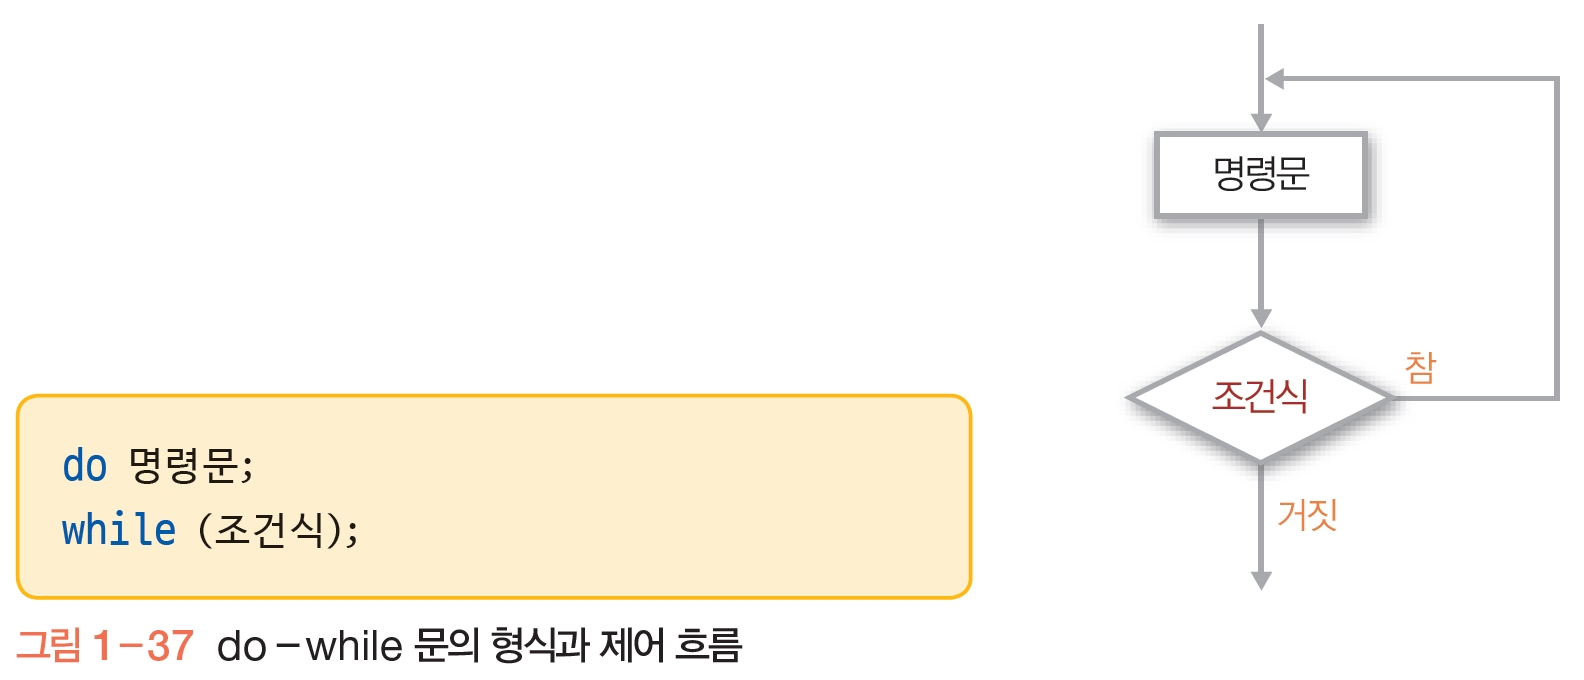 명령문
조건식
참
거짓
do 명령문;
while (조건식);
그림 1-37 do-while 문의 형식과 제어 흐름